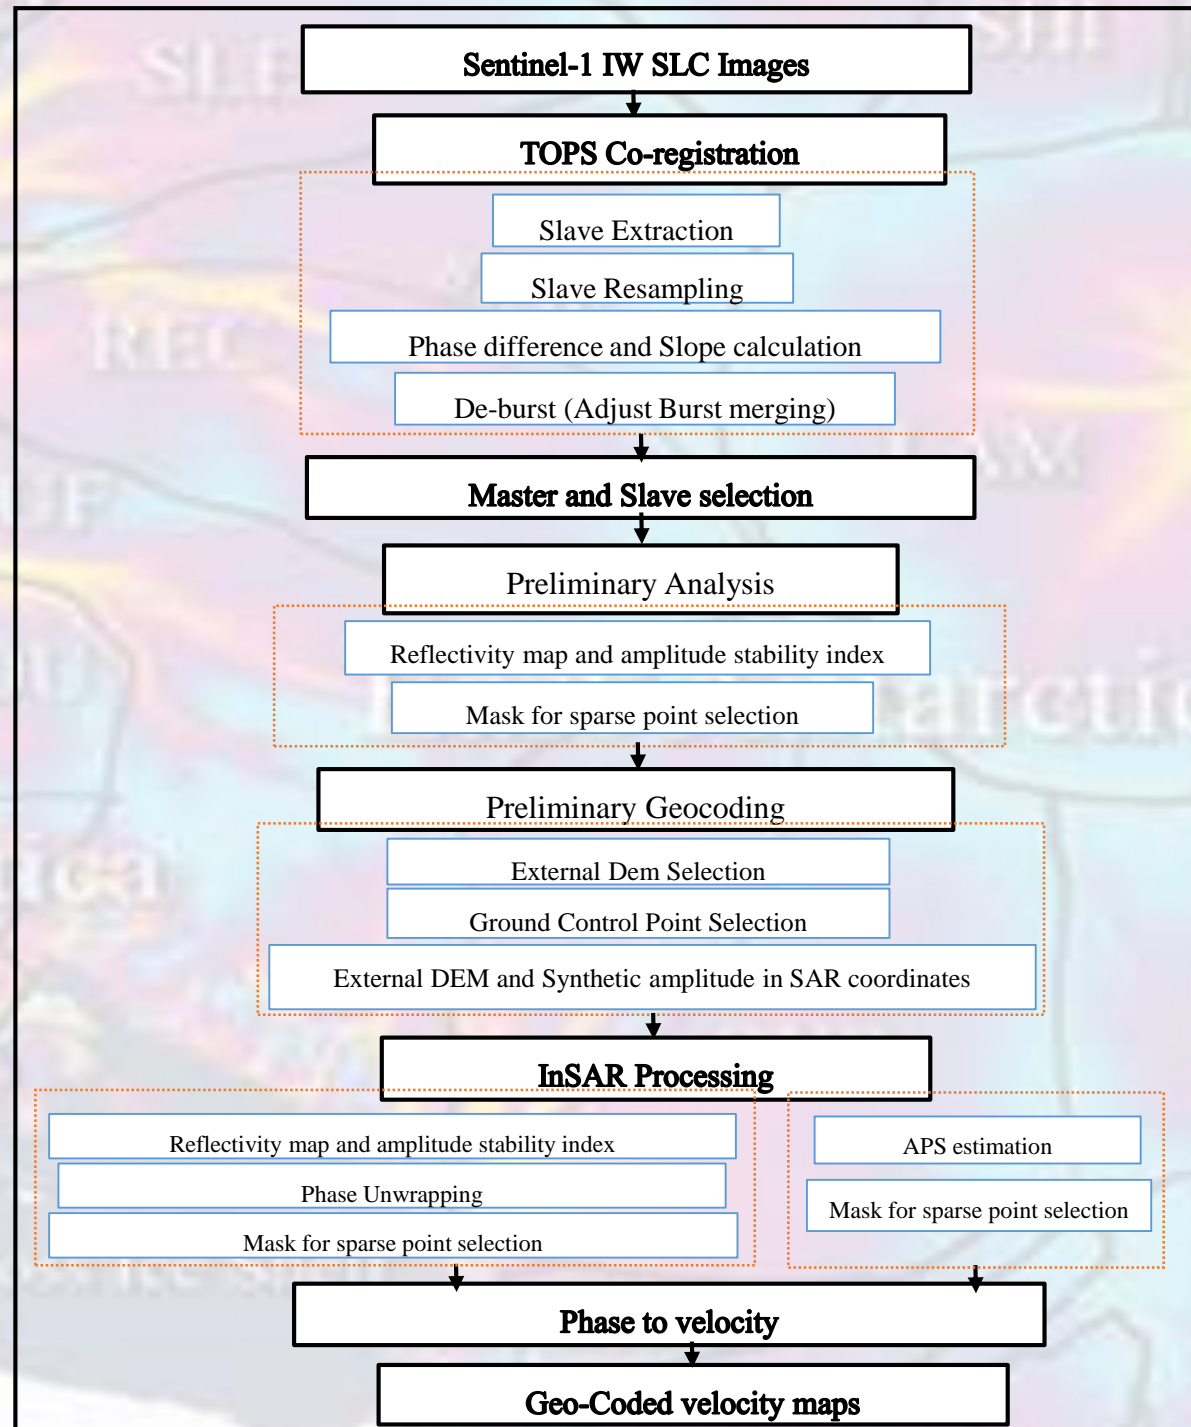 Sentinel-1 IW SLC Images
TOPS Co-registration
Slave Extraction
Slave Resampling
Phase difference and Slope calculation
De-burst (Adjust Burst merging)
Master and Slave selection
Preliminary Analysis
Reflectivity map and amplitude stability index
Mask for sparse point selection
Preliminary Geocoding
External Dem Selection
Ground Control Point Selection
External DEM and Synthetic amplitude in SAR coordinates
InSAR Processing
Reflectivity map and amplitude stability index
Phase Unwrapping
Mask for sparse point selection
APS estimation
Mask for sparse point selection
Phase to velocity
Geo-Coded velocity maps